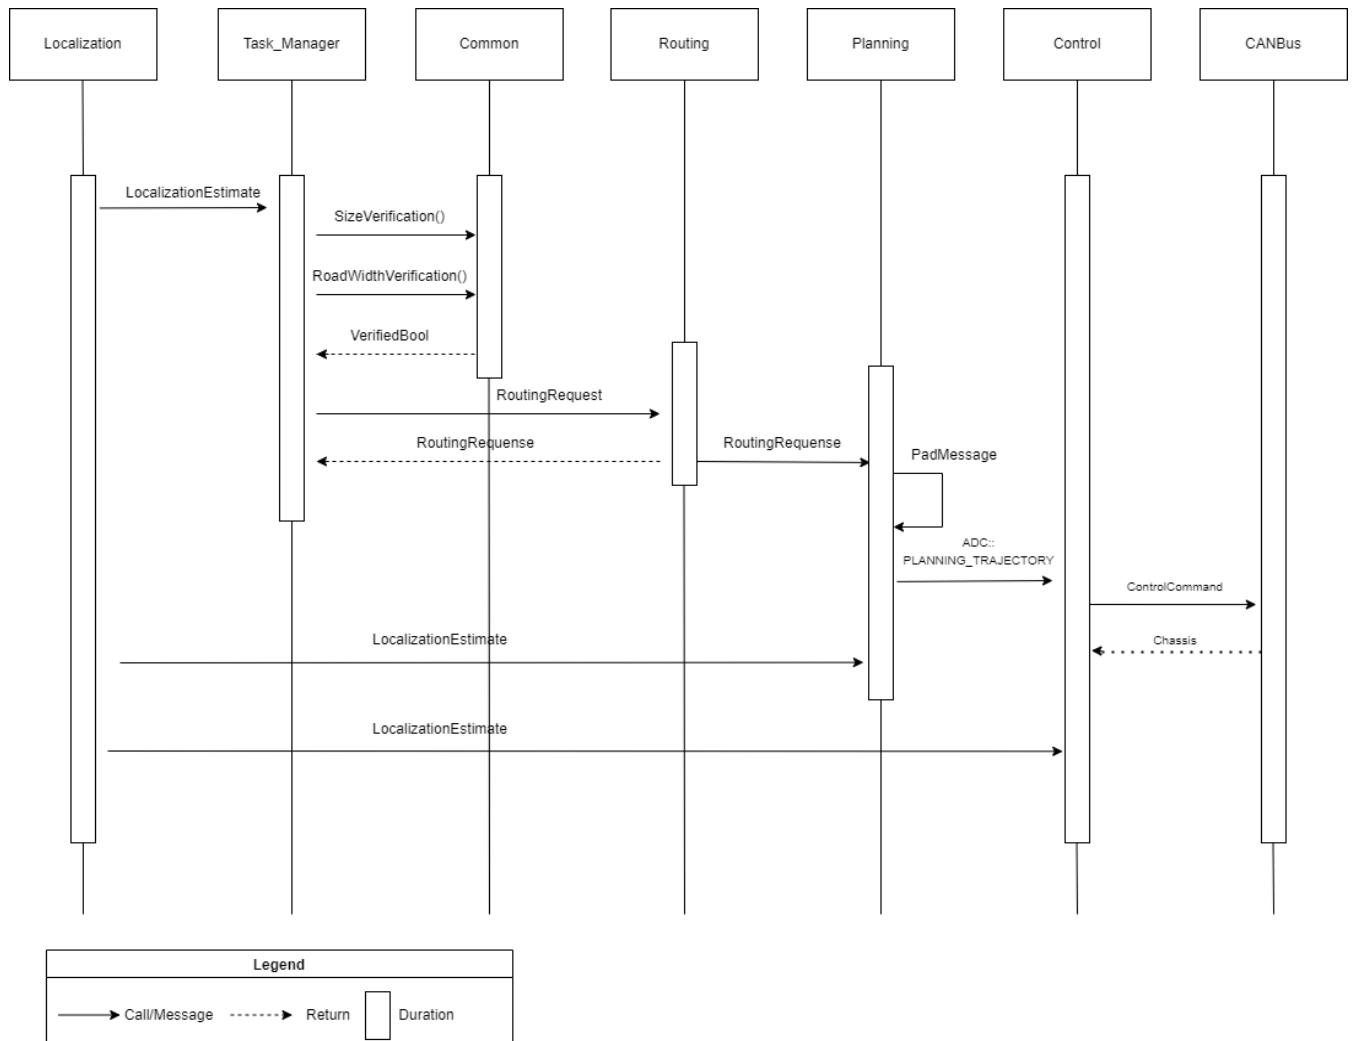 Localization
Task_Manager
Common
Routing
Planning
Control
CANBus
LocalizationEstimate
SizeVerification()
RoadWidthVerification()
VerifiedBool
RoutingRequest
RoutingRequense
RoutingRequense
PadMessage
ADC::
PLANNING_TRAJECTORY
ControlCommand
Chassis
LocalizationEstimate
LocalizationEstimate
Legend
Call/Message
Return
Duration